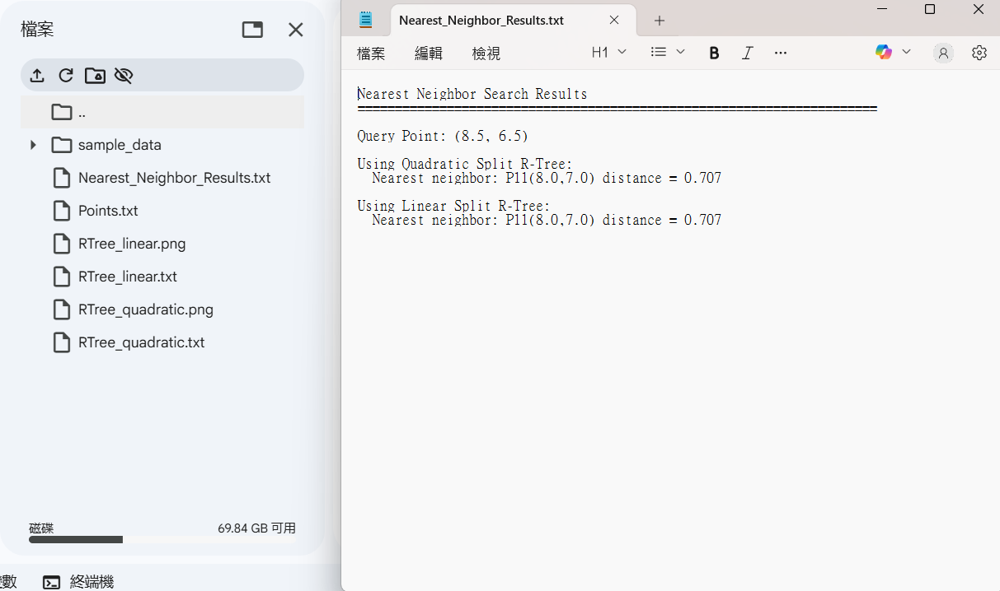 檔案
..
sample_data
Nearest_Neighbor_Results.txt
Points.txt
RTree_linear.png
RTree_linear.txt
RTree_quadratic.png
RTree_quadratic.txt
磁碟
69.84 GB 可用
數
終端機
Nearest_Neighbor_Results.txt
檔案 編輯 檢視 H1 B I ...
Nearest Neighbor Search Results
======================================================================
Query Point: (8.5, 6.5)
Using Quadratic Split R-Tree:
Nearest neighbor: P11(8.0,7.0) distance = 0.707
Using Linear Split R-Tree:
Nearest neighbor: P11(8.0,7.0) distance = 0.707